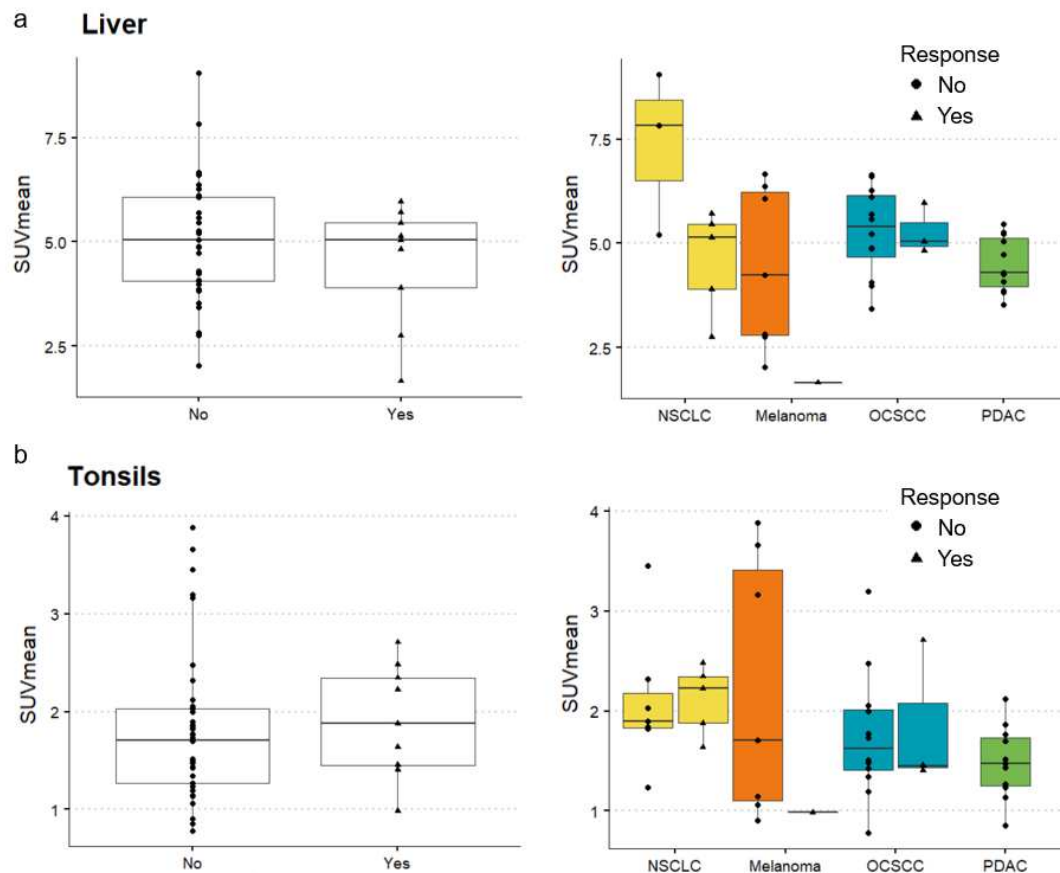 a
Liver
SUVmean
7.5
5.0
2.5
No
Yes
SUVmean
7.5
5.0
2.5
NSCLC
Melanoma
OCSCC
PDAC
Response
No
Yes
b
Tonsils
SUVmean
4
3
2
1
No
Yes
SUVmean
4
3
2
1
NSCLC
Melanoma
OCSCC
PDAC
Response
No
Yes